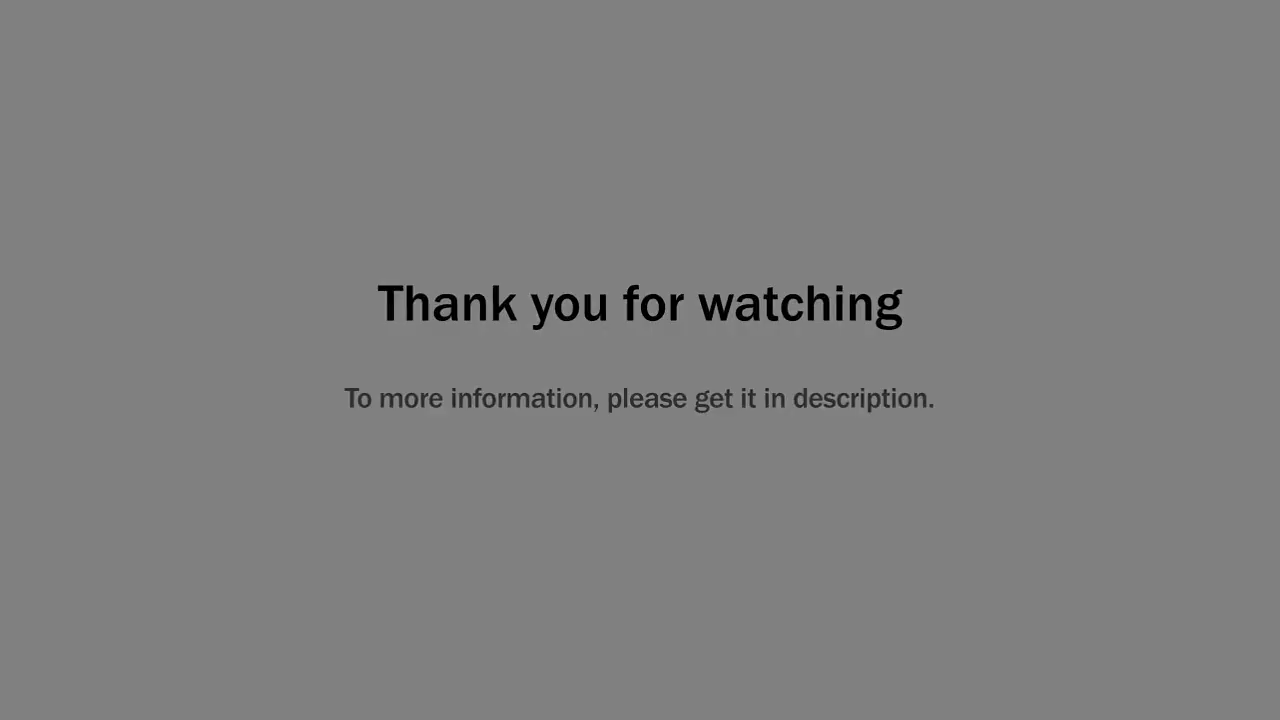 Thank you for watching
To more information, please get it in description.